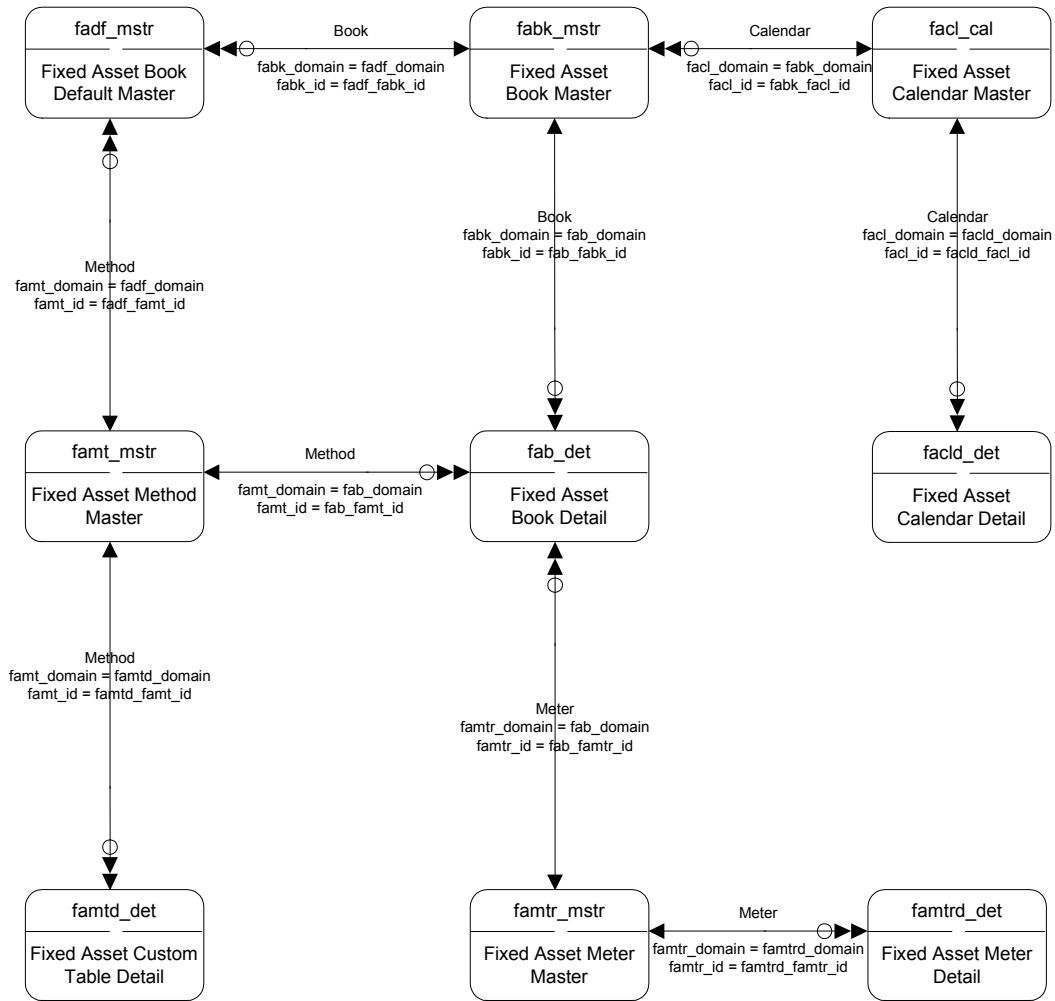 fadf_mstr
Fixed Asset Book
Default Master
Book
fabk_domain = fadf_domain
fabk_id = fadf_fabk_id
fabk_mstr
Fixed Asset
Book Master
Calendar
facl_domain = fabk_domain
facl_id = fabk_facl_id
facl_cal
Fixed Asset
Calendar Master
Method
famt_domain = fadf_domain
famt_id = fadf_famt_id
Book
fabk_domain = fab_domain
fabk_id = fab_fabk_id
Calendar
facl_domain = facld_domain
facl_id = facld_facl_id
famt_mstr
Fixed Asset Method
Master
Method
famt_domain = fab_domain
famt_id = fab_famt_id
fab_det
Fixed Asset
Book Detail
facld_det
Fixed Asset
Calendar Detail
Method
famt_domain = famtd_domain
famt_id = famtd_famt_id
Meter
famtr_domain = fab_domain
famtr_id = fab_famtr_id
famtd_det
Fixed Asset Custom
Table Detail
famtr_mstr
Fixed Asset Meter
Master
Meter
famtr_domain = famtrd_domain
famtr_id = famtrd_famtr_id
famtrd_det
Fixed Asset Meter
Detail